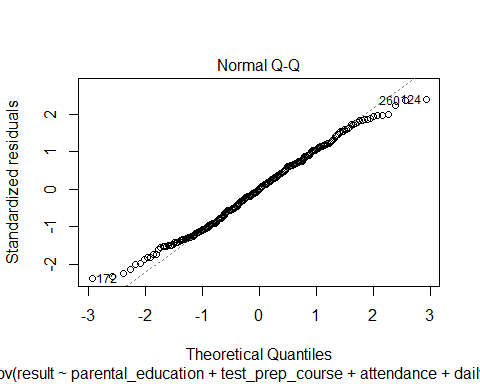 Normal Q-Q
Standardized residuals
2
1
0
-1
-2
260
124
172
-3 -2 -1 0 1 2 3
Theoretical Quantiles
ov(result ~ parental_education + test_prep_course + attendance + dail